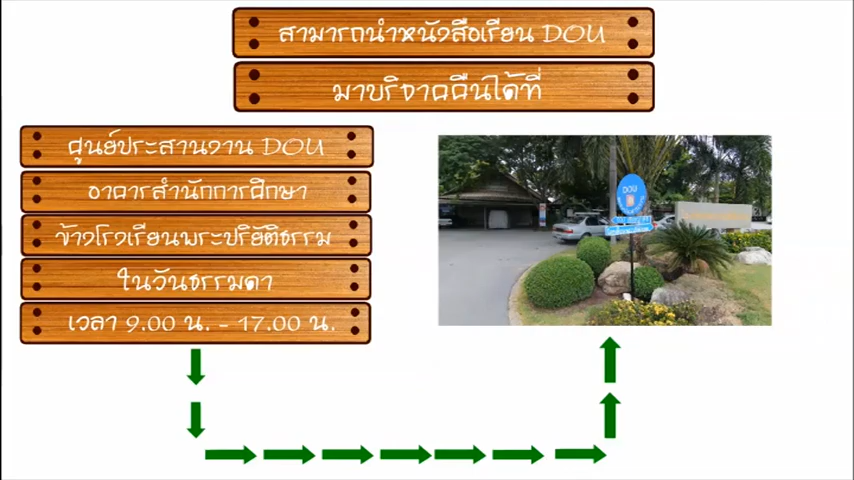 สามารถนำหนังสือเรียน DOU
มาบริจาคคืนได้ที่
ศูนย์ประสานงาน DOU
อาคารสำนักการศึกษา
ข้างโรงเรียนพระปริยัติธรรม
ในวันธรรมดา
เวลา 9.00 น. - 17.00 น.
DOU